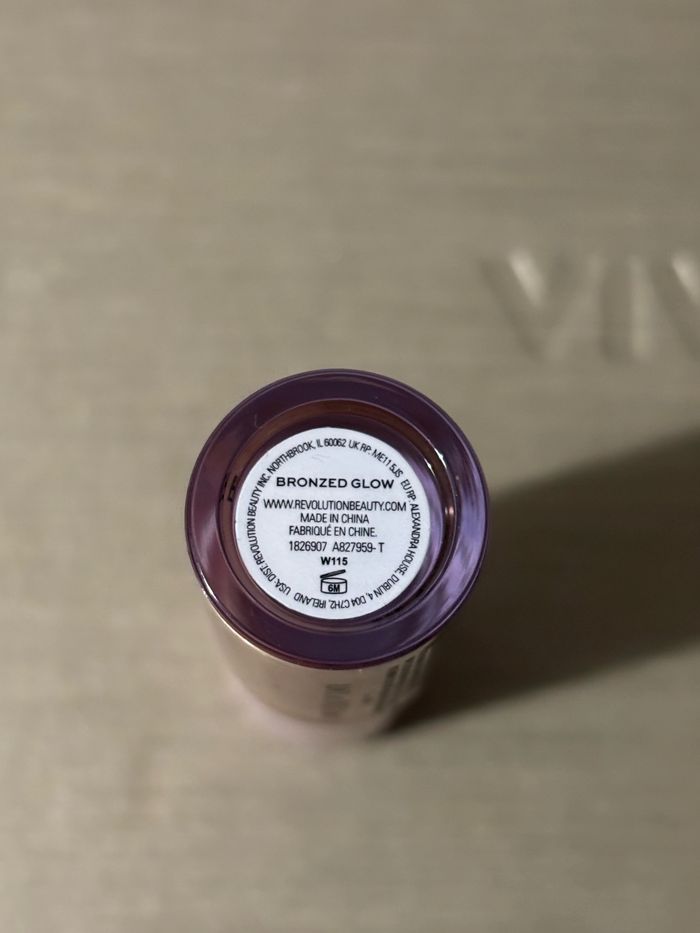 VIV
BRONZED GLOW
WWW.REVOLUTIONBEAUTY.COM
MADE IN CHINA
FABRIQUÉ EN CHINE.
1826907 A827959-T
W115
6M
USA: DIST. REVOLUTION BEAUTY INC. NORTHBROOK, IL 60062 UK RP. ME11 5JS EU RP. ALEXANDRA HOUSE, DUBLIN 4, D04 C7H2, IRELAND